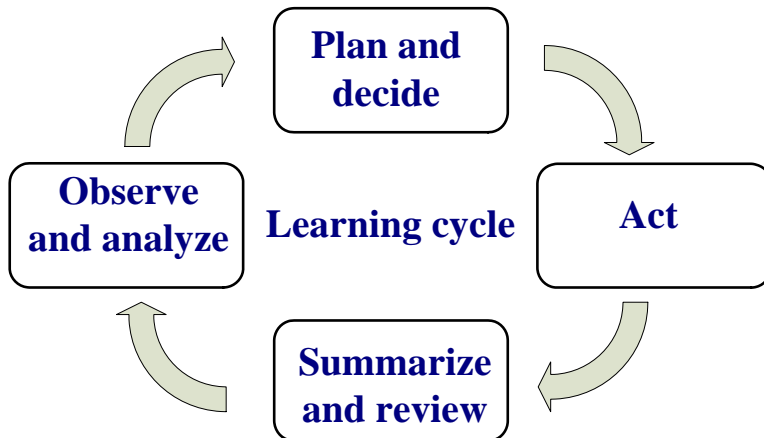 Plan and
decide
Observe
and analyze
Learning cycle
Act
Summarize
and review